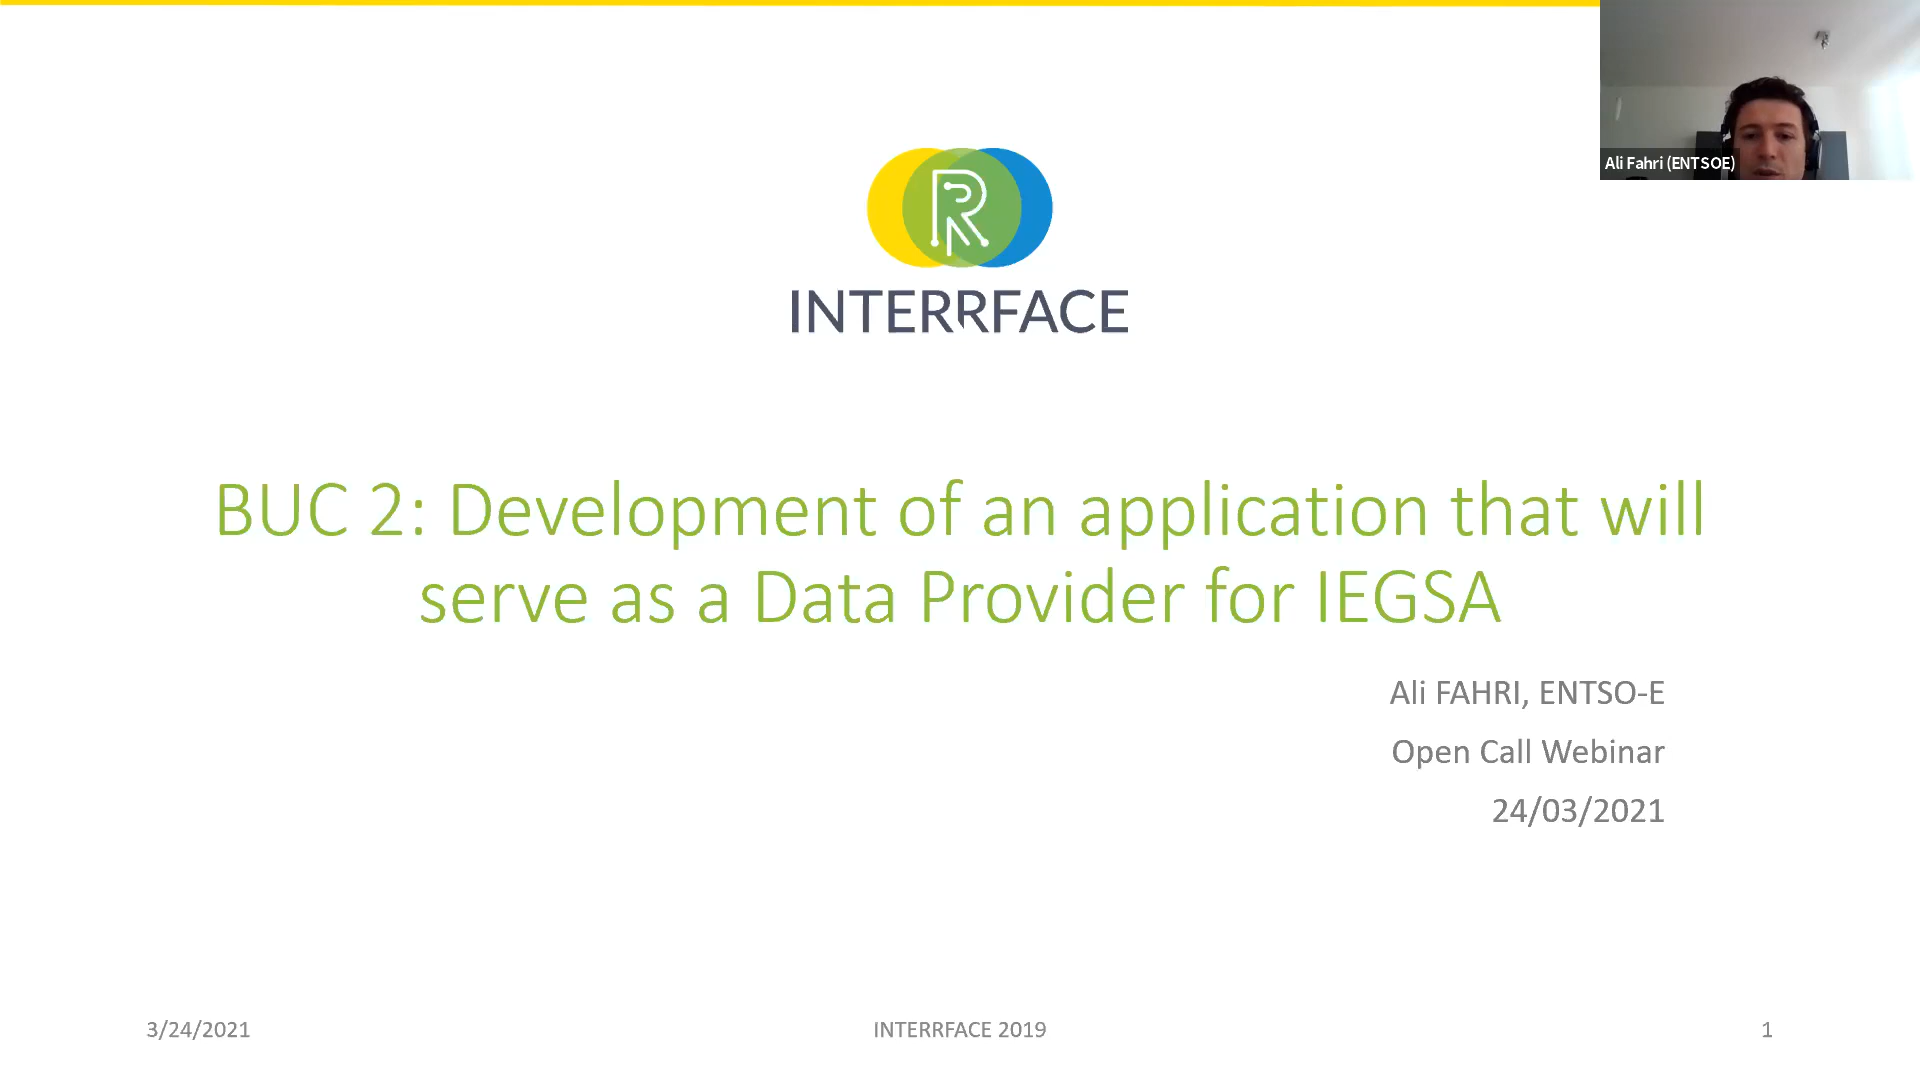 Ali Fahri (ENTSOE)
INTERRFACE
BUC 2: Development of an application that will
serve as a Data Provider for IEGSA
Ali FAHRI, ENTSO-E
Open Call Webinar
24/03/2021
3/24/2021
INTERRFACE 2019
1